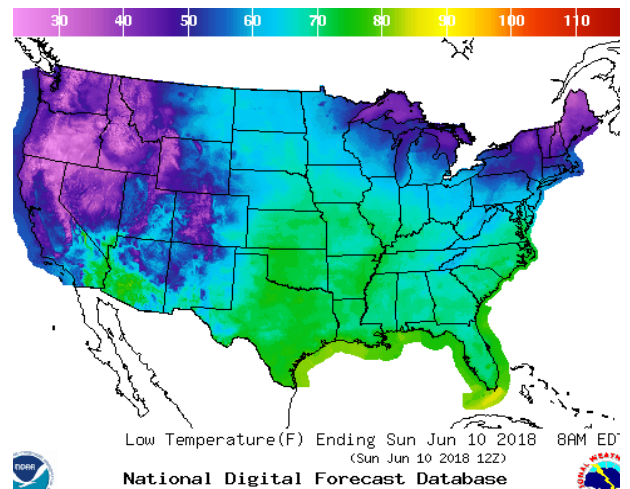 30 40 50 60 70 80 90 100 110
Low Temperature(F) Ending Sun Jun 10 2018 8AM EDT
(Sun Jun 10 2018 12Z)
National Digital Forecast Database
NOAA